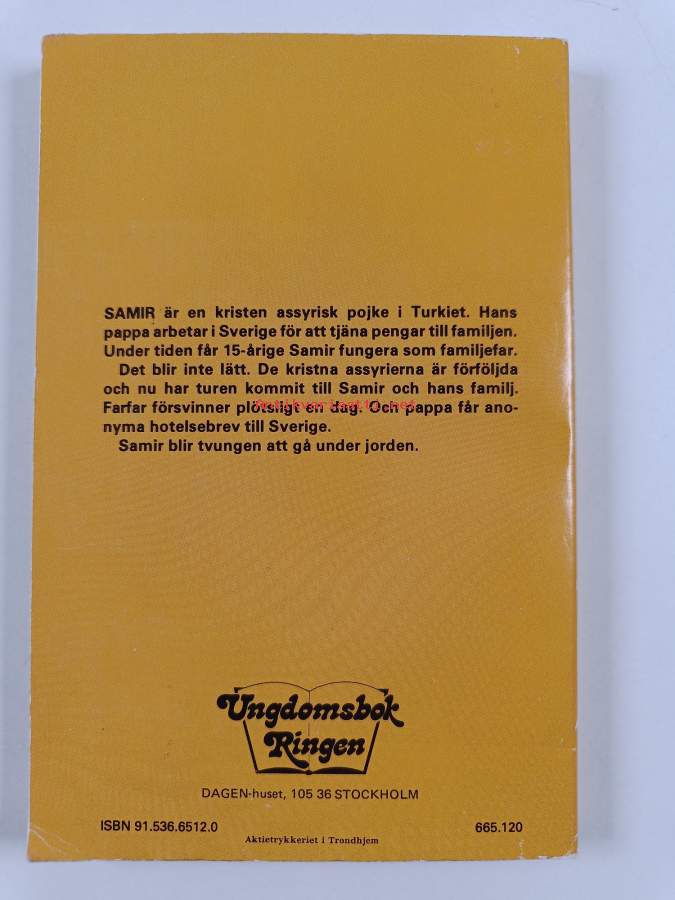 SAMIR är en kristen assyrisk pojke i Turkiet. Hans
pappa arbetar i Sverige för att tjäna pengar till familjen.
Under tiden får 15-årige Samir fungera som familjefar.
Det blir inte lätt. De kristna assyrierna är förföljda
och nu har turen kommit till Samir och hans familj.
Farfar försvinner plötsligt en dag. Och pappa får ano-
nyma hotelsebrev till Sverige.
Samir blir tvungen att gå under jorden.
Ungdomsbok
Ringen
DAGEN-huset, 105 36 STOCKHOLM
ISBN 91.536.6512.0 665.120
Aktietrykkeriet i Trondhjem